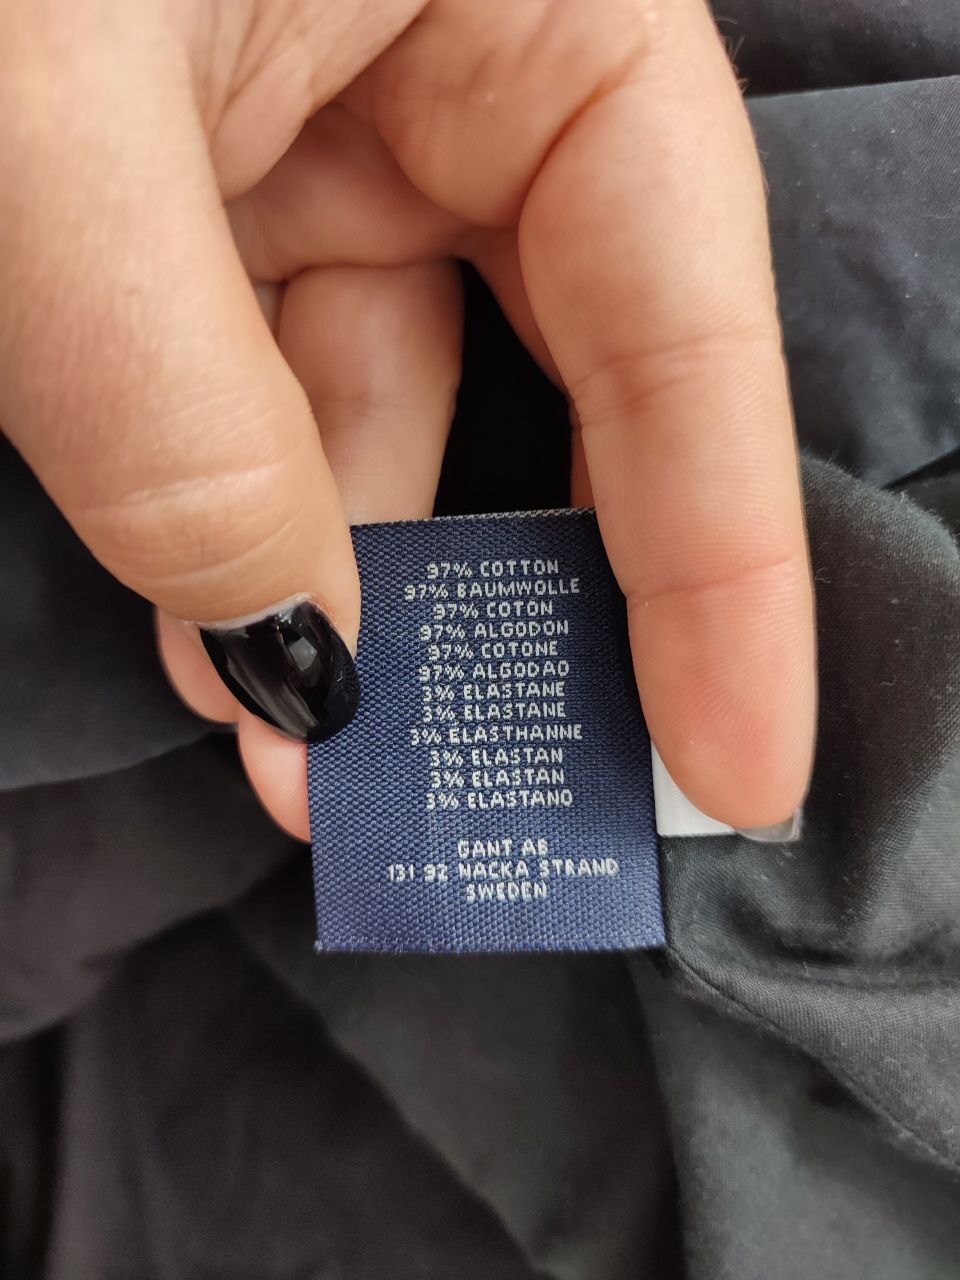 97% COTTON
97% BAUMWOLLE
97% COTON
97% ALGODON
97% COTONE
97% ALGODAO
3% ELASTANE
3% ELASTANE
3% ELASTHANNE
3% ELASTAN
3% ELASTAN
3% ELASTANO
GANT AB
131 92 NACKA STRAND
SWEDEN